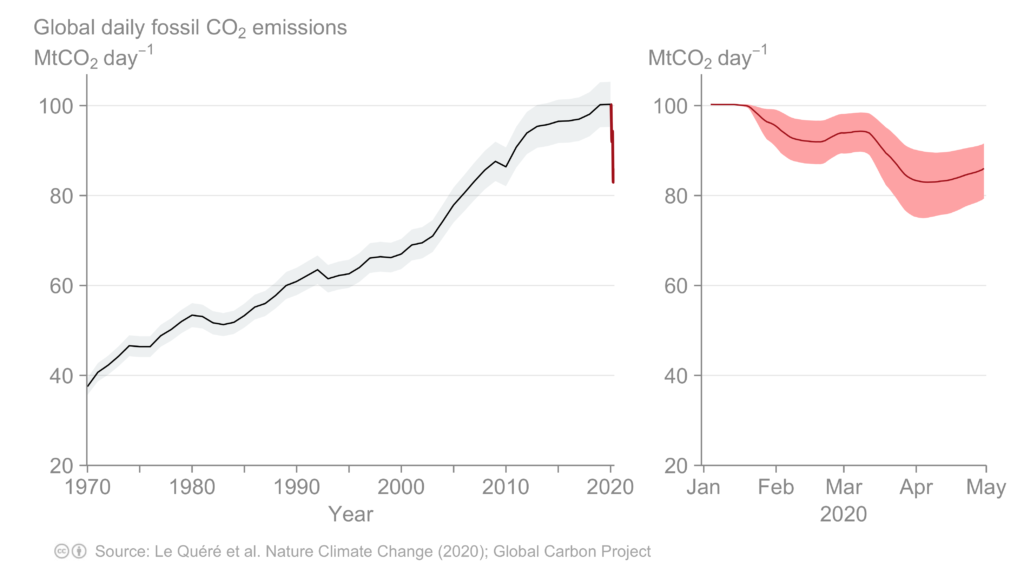 Global daily fossil CO₂ emissions
MtCO₂ day⁻¹
100
80
60
40
20
1970
1980
1990
2000
2010
2020
Year
MtCO₂ day⁻¹
100
80
60
40
20
Jan
Feb
Mar
Apr
May
2020
cc Source: Le Quéré et al. Nature Climate Change (2020); Global Carbon Project